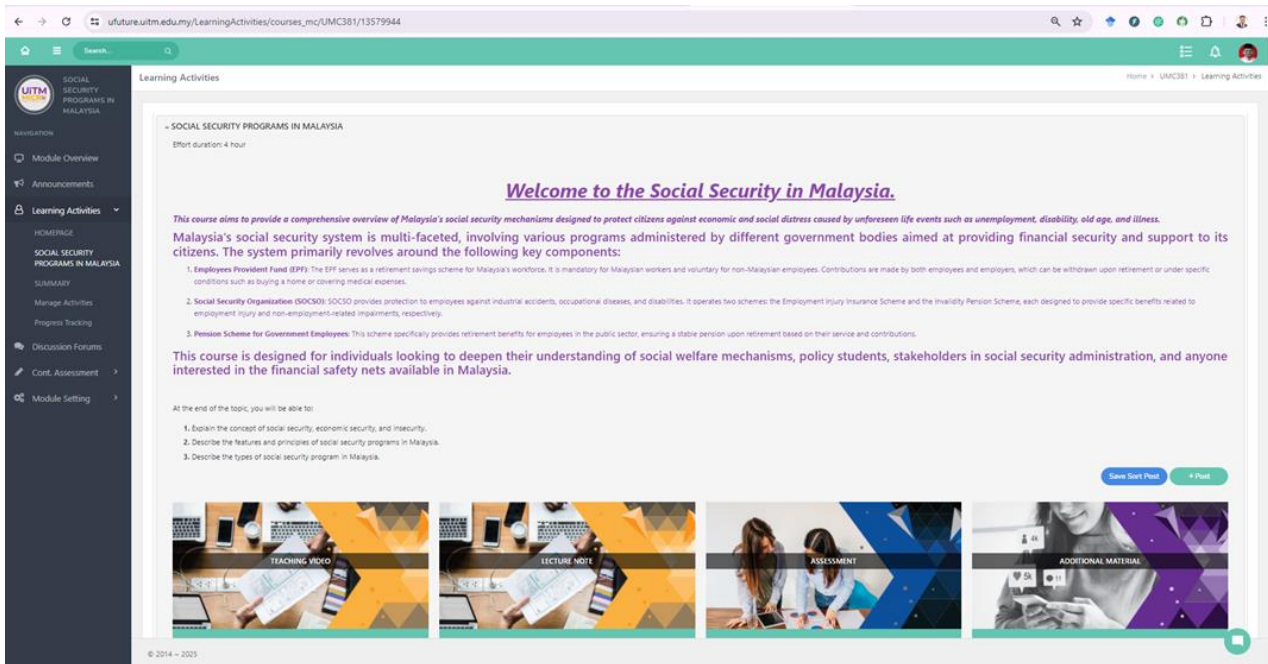 ufuture.uitm.edu.my/LearningActivities/courses_mc/UMC381/13579944
Search...
UiTM
SOCIAL
SECURITY
PROGRAMS IN
MALAYSIA
NAVIGATION
Module Overview
Announcements
Learning Activities
HOMEPAGE
SOCIAL SECURITY
PROGRAMS IN MALAYSIA
SUMMARY
Manage Activities
Progress Tracking
Discussion Forums
Cont. Assessment
Module Setting
Learning Activities
Home > UMC381 > Learning Activities
- SOCIAL SECURITY PROGRAMS IN MALAYSIA
Effort duration: 4 hour
Welcome to the Social Security in Malaysia.
This course aims to provide a comprehensive overview of Malaysia's social security mechanisms designed to protect citizens against economic and social distress caused by unforeseen life events such as unemployment, disability, old age, and illness.
Malaysia's social security system is multi-faceted, involving various programs administered by different government bodies aimed at providing financial security and support to its
citizens. The system primarily revolves around the following key components:
1. Employees Provident Fund (EPF): The EPF serves as a retirement savings scheme for Malaysia's workforce. It is mandatory for Malaysian workers and voluntary for non-Malaysian employees. Contributions are made by both employees and employers, which can be withdrawn upon retirement or under specific
conditions such as buying a home or covering medical expenses.
2. Social Security Organization (SOCSO): SOCSO provides protection to employees against industrial accidents, occupational diseases, and disabilities. It operates two schemes: the Employment Injury Insurance Scheme and the Invalidity Pension Scheme, each designed to provide specific benefits related to
employment injury and non-employment-related impairments, respectively.
3. Pension Scheme for Government Employees: This scheme specifically provides retirement benefits for employees in the public sector, ensuring a stable pension upon retirement based on their service and contributions.
This course is designed for individuals looking to deepen their understanding of social welfare mechanisms, policy students, stakeholders in social security administration, and anyone
interested in the financial safety nets available in Malaysia.
At the end of the topic, you will be able to:
1. Explain the concept of social security, economic security, and insecurity.
2. Describe the features and principles of social security programs in Malaysia.
3. Describe the types of social security program in Malaysia.
Save Sort Post
+ Post
TEACHING VIDEO
LECTURE NOTE
ASSESSMENT
ADDITIONAL MATERIAL
4k
5k
11
© 2014 – 2025